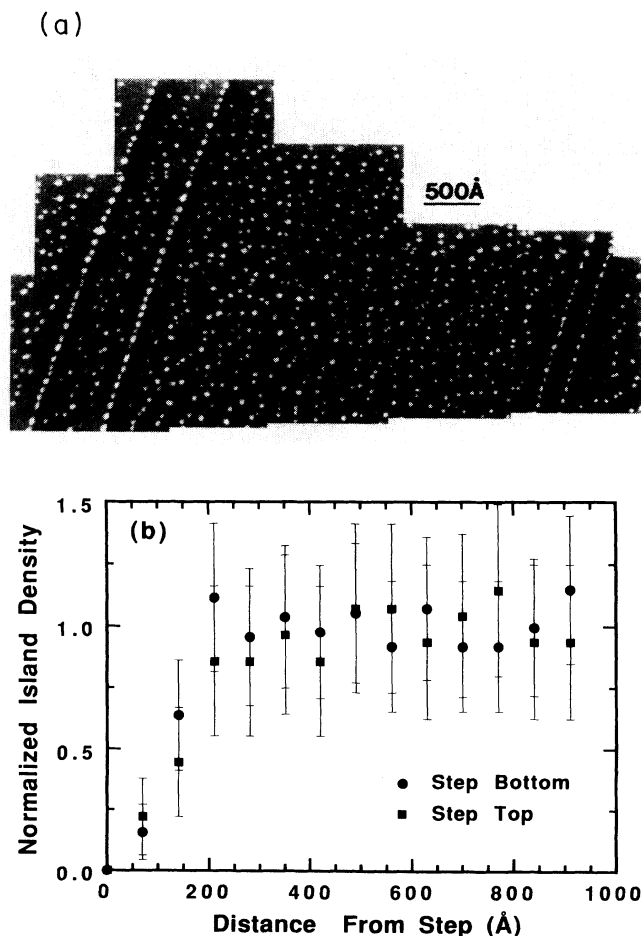 (a)
500Å
1.5
(b)
1.0
0.5
0.0
Normalized Island Density
Step Bottom
Step Top
0
200
400
600
800
1000
Distance From Step (Å)